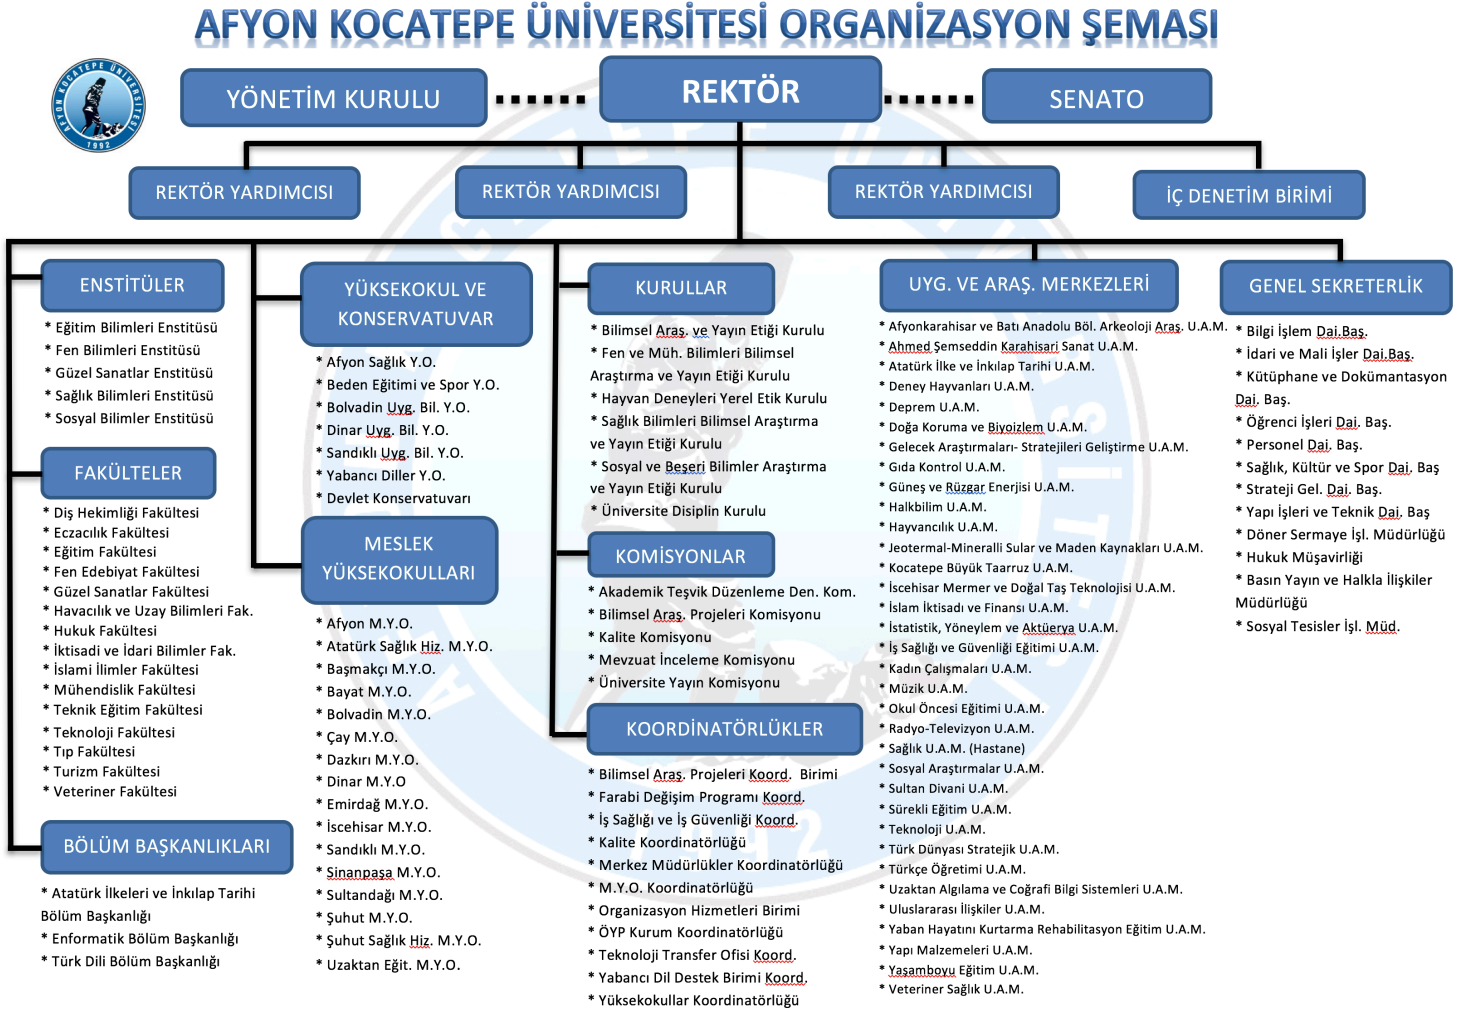 AFYON KOCATEPE ÜNİVERSİTESİ ORGANİZASYON ŞEMASI
AFYON KOCATEPE ÜNİVERSİTESİ
1992
YÖNETİM KURULU
REKTÖR
SENATO
REKTÖR YARDIMCISI
REKTÖR YARDIMCISI
REKTÖR YARDIMCISI
İÇ DENETİM BİRİMİ
ENSTİTÜLER
* Eğitim Bilimleri Enstitüsü
* Fen Bilimleri Enstitüsü
* Güzel Sanatlar Enstitüsü
* Sağlık Bilimleri Enstitüsü
* Sosyal Bilimler Enstitüsü
FAKÜLTELER
* Diş Hekimliği Fakültesi
* Eczacılık Fakültesi
* Eğitim Fakültesi
* Fen Edebiyat Fakültesi
* Güzel Sanatlar Fakültesi
* Havacılık ve Uzay Bilimleri Fak.
* Hukuk Fakültesi
* İktisadi ve İdari Bilimler Fak.
* İslami İlimler Fakültesi
* Mühendislik Fakültesi
* Teknik Eğitim Fakültesi
* Teknoloji Fakültesi
* Tıp Fakültesi
* Turizm Fakültesi
* Veteriner Fakültesi
BÖLÜM BAŞKANLIKLARI
* Atatürk İlkeleri ve İnkılap Tarihi
Bölüm Başkanlığı
* Enformatik Bölüm Başkanlığı
* Türk Dili Bölüm Başkanlığı
YÜKSEKOKUL VE
KONSERVATUVAR
* Afyon Sağlık Y.O.
* Beden Eğitimi ve Spor Y.O.
* Bolvadin Uyg. Bil. Y.O.
* Dinar Uyg. Bil. Y.O.
* Sandıklı Uyg. Bil. Y.O.
* Yabancı Diller Y.O.
* Devlet Konservatuvarı
MESLEK
YÜKSEKOKULLARI
* Afyon M.Y.O.
* Atatürk Sağlık Hiz. M.Y.O.
* Başmakçı M.Y.O.
* Bayat M.Y.O.
* Bolvadin M.Y.O.
* Çay M.Y.O.
* Dazkırı M.Y.O.
* Dinar M.Y.O
* Emirdağ M.Y.O.
* İscehisar M.Y.O.
* Sandıklı M.Y.O.
* Sinanpaşa M.Y.O.
* Sultandağı M.Y.O.
* Şuhut M.Y.O.
* Şuhut Sağlık Hiz. M.Y.O.
* Uzaktan Eğit. M.Y.O.
KURULLAR
* Bilimsel Araş. ve Yayın Etiği Kurulu
* Fen ve Müh. Bilimleri Bilimsel
Araştırma ve Yayın Etiği Kurulu
* Hayvan Deneyleri Yerel Etik Kurulu
* Sağlık Bilimleri Bilimsel Araştırma
ve Yayın Etiği Kurulu
* Sosyal ve Beşeri Bilimler Araştırma
ve Yayın Etiği Kurulu
* Üniversite Disiplin Kurulu
KOMİSYONLAR
* Akademik Teşvik Düzenleme Den. Kom.
* Bilimsel Araş. Projeleri Komisyonu
* Kalite Komisyonu
* Mevzuat İnceleme Komisyonu
* Üniversite Yayın Komisyonu
KOORDİNATÖRLÜKLER
* Bilimsel Araş. Projeleri Koord. Birimi
* Farabi Değişim Programı Koord.
* İş Sağlığı ve İş Güvenliği Koord.
* Kalite Koordinatörlüğü
* Merkez Müdürlükler Koordinatörlüğü
* M.Y.O. Koordinatörlüğü
* Organizasyon Hizmetleri Birimi
* ÖYP Kurum Koordinatörlüğü
* Teknoloji Transfer Ofisi Koord.
* Yabancı Dil Destek Birimi Koord.
* Yüksekokullar Koordinatörlüğü
UYG. VE ARAŞ. MERKEZLERİ
* Afyonkarahisar ve Batı Anadolu Böl. Arkeoloji Araş. U.A.M.
* Ahmed Şemseddin Karahisari Sanat U.A.M.
* Atatürk İlke ve İnkılap Tarihi U.A.M.
* Deney Hayvanları U.A.M.
* Deprem U.A.M.
* Doğa Koruma ve Biyoizlem U.A.M.
* Gelecek Araştırmaları- Stratejileri Geliştirme U.A.M.
* Gıda Kontrol U.A.M.
* Güneş ve Rüzgar Enerjisi U.A.M.
* Halkbilim U.A.M.
* Hayvancılık U.A.M.
* Jeotermal-Mineralli Sular ve Maden Kaynakları U.A.M.
* Kocatepe Büyük Taarruz U.A.M.
* İscehisar Mermer ve Doğal Taş Teknolojisi U.A.M.
* İslam İktisadı ve Finansı U.A.M.
* İstatistik, Yöneylem ve Aktüerya U.A.M.
* İş Sağlığı ve Güvenliği Eğitimi U.A.M.
* Kadın Çalışmaları U.A.M.
* Müzik U.A.M.
* Okul Öncesi Eğitimi U.A.M.
* Radyo-Televizyon U.A.M.
* Sağlık U.A.M. (Hastane)
* Sosyal Araştırmalar U.A.M.
* Sultan Divani U.A.M.
* Sürekli Eğitim U.A.M.
* Teknoloji U.A.M.
* Türk Dünyası Stratejik U.A.M.
* Türkçe Öğretimi U.A.M.
* Uzaktan Algılama ve Coğrafi Bilgi Sistemleri U.A.M.
* Uluslararası İlişkiler U.A.M.
* Yaban Hayatını Kurtarma Rehabilitasyon Eğitim U.A.M.
* Yapı Malzemeleri U.A.M.
* Yaşamboyu Eğitim U.A.M.
* Veteriner Sağlık U.A.M.
GENEL SEKRETERLİK
* Bilgi İşlem Dai.Baş.
* İdari ve Mali İşler Dai.Baş.
* Kütüphane ve Dokümantasyon
Dai. Baş.
* Öğrenci İşleri Dai. Baş.
* Personel Dai. Baş.
* Sağlık, Kültür ve Spor Dai. Baş
* Strateji Gel. Dai. Baş.
* Yapı İşleri ve Teknik Dai. Baş
* Döner Sermaye İşl. Müdürlüğü
* Hukuk Müşavirliği
* Basın Yayın ve Halkla İlişkiler
Müdürlüğü
* Sosyal Tesisler İşl. Müd.